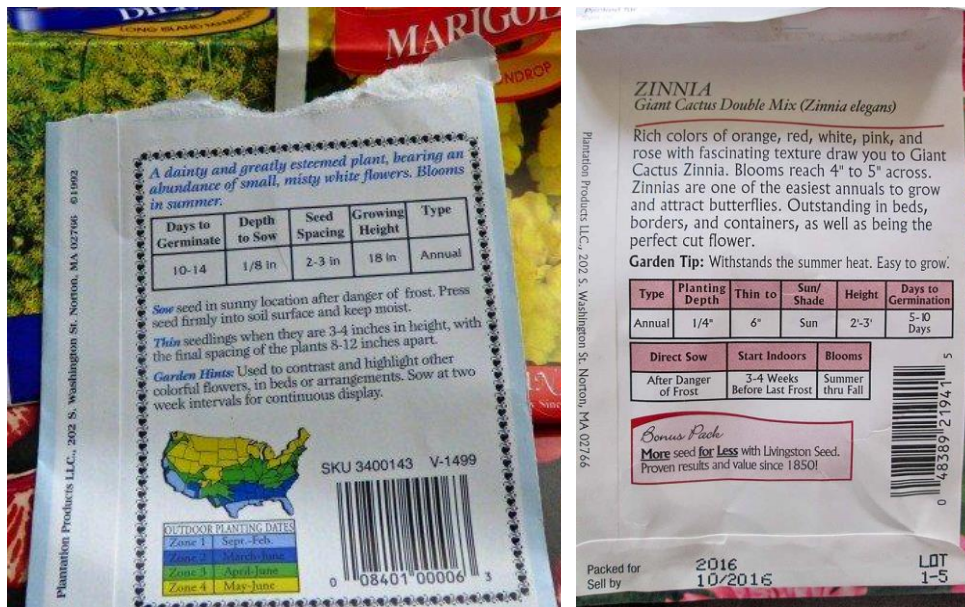 LONG ISLAND MAMMOTH
MARIGOL
NDROP
A dainty and greatly esteemed plant, bearing an
abundance of small, misty white flowers. Blooms
in summer.
Days to Germinate Depth to Sow Seed Spacing Growing Height Type
10-14 1/8 in 2-3 in 18 in Annual
Sow seed in sunny location after danger of frost. Press
seed firmly into soil surface and keep moist.
Thin seedlings when they are 3-4 inches in height, with
the final spacing of the plants 8-12 inches apart.
Garden Hints: Used to contrast and highlight other
colorful flowers, in beds or arrangements. Sow at two
week intervals for continuous display.
SKU 3400143 V-1499
OUTDOOR PLANTING DATES
Zone 1 Sept.-Feb.
Zone 2 March-June
Zone 3 April-June
Zone 4 May-June
0 08401 00006 3
Plantation Products LLC., 202 S. Washington St. Norton, MA 02766 ©1992
ZINNIA
Giant Cactus Double Mix (Zinnia elegans)
Rich colors of orange, red, white, pink, and
rose with fascinating texture draw you to Giant
Cactus Zinnia. Blooms reach 4" to 5" across.
Zinnias are one of the easiest annuals to grow
and attract butterflies. Outstanding in beds,
borders, and containers, as well as being the
perfect cut flower.
Garden Tip: Withstands the summer heat. Easy to grow.
Type Planting Depth Thin to Sun/Shade Height Days to Germination
Annual 1/4" 6" Sun 2'-3' 5-10 Days
Direct Sow Start Indoors Blooms
After Danger of Frost 3-4 Weeks Before Last Frost Summer thru Fall
Bonus Pack
More seed for Less with Livingston Seed.
Proven results and value since 1850!
0 48389 21941 5
Plantation Products LLC., 202 S. Washington St. Norton, MA 02766
Packed for 2016
Sell by 10/2016
LOT
1-5